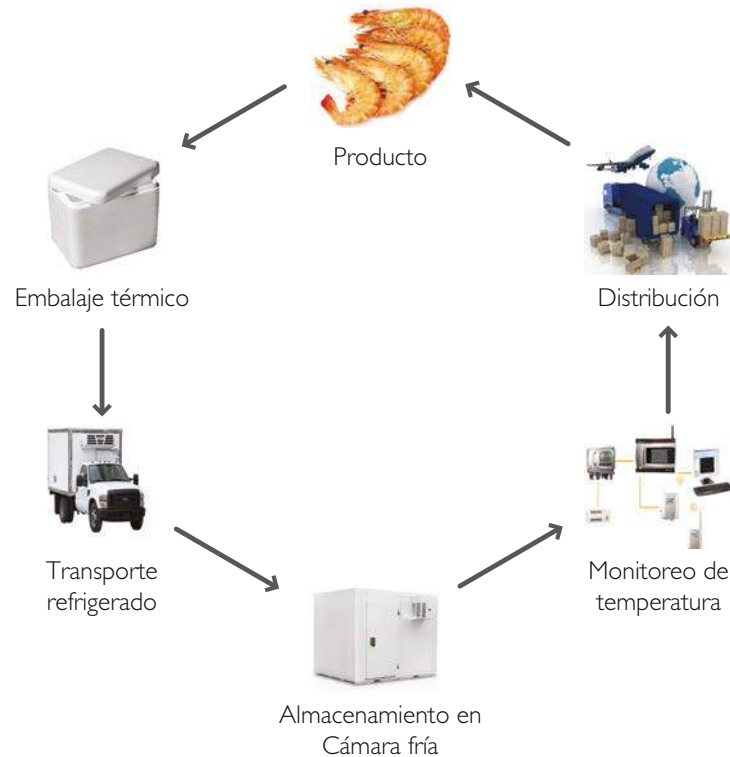 Producto
Embalaje térmico
Distribución
Transporte
refrigerado
Monitoreo de
temperatura
Almacenamiento en
Cámara fría